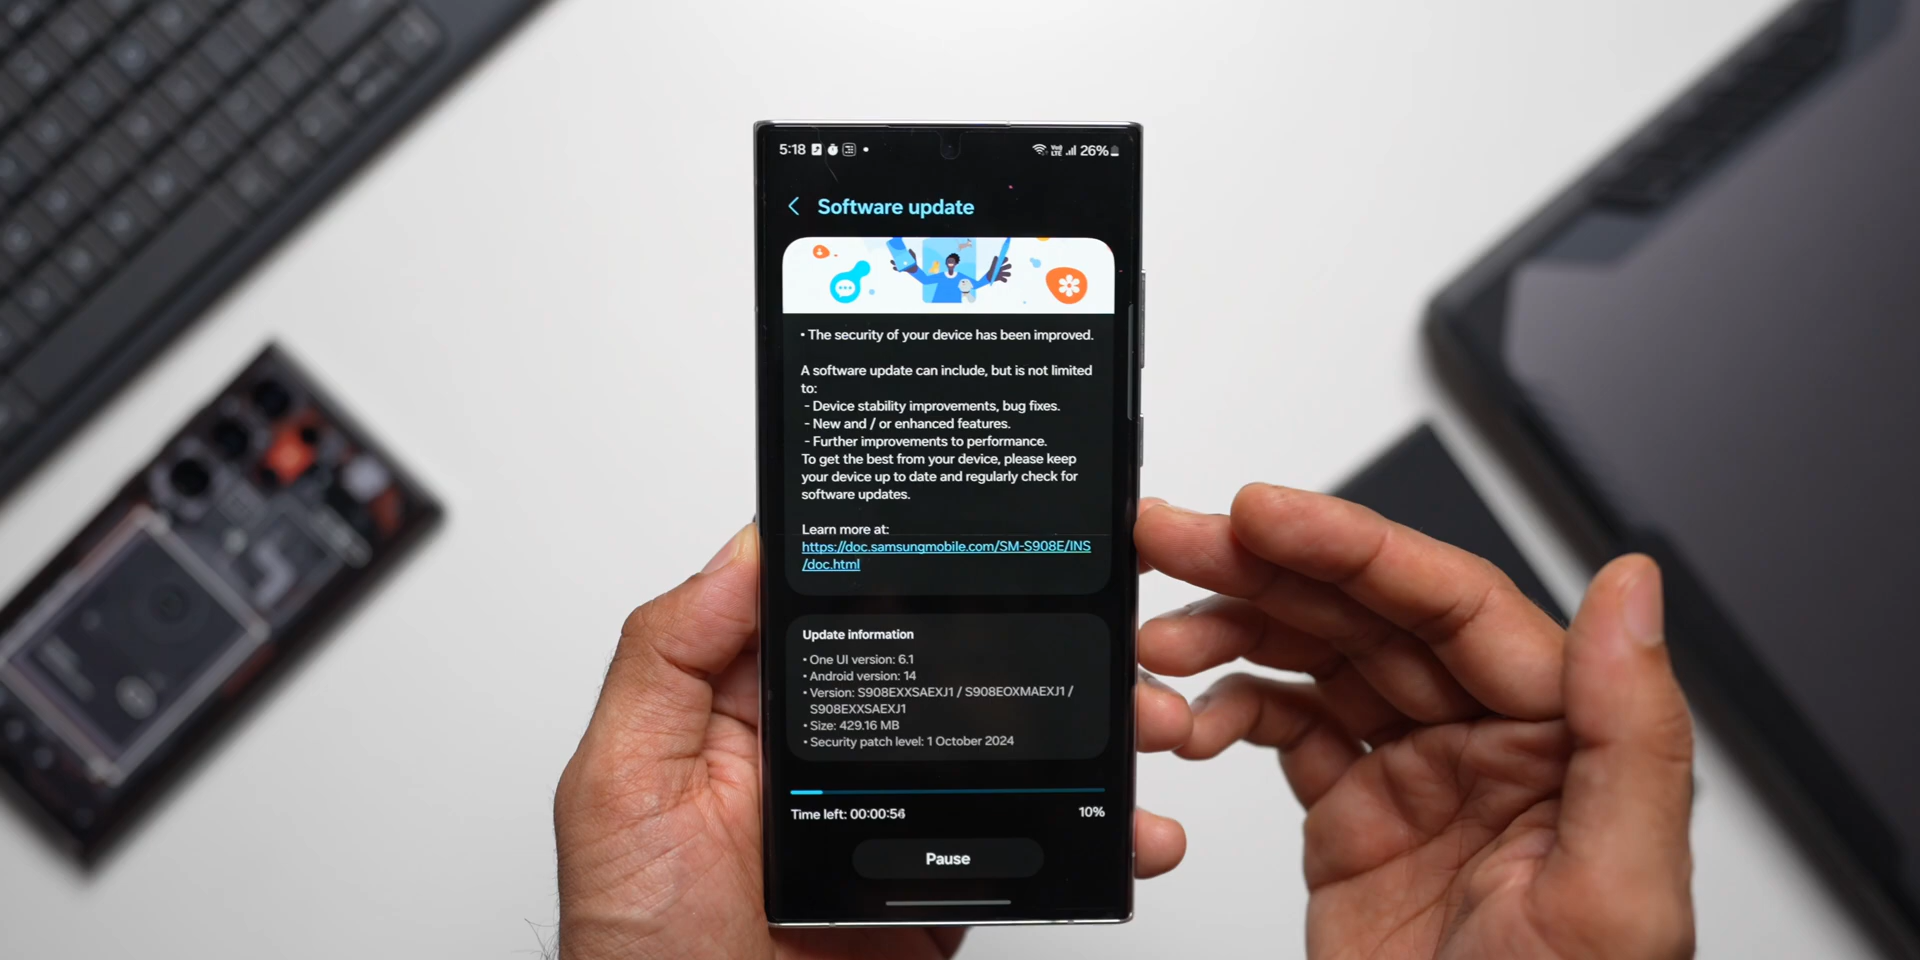 5:18
VoD LTE 26%
Software update
• The security of your device has been improved.
A software update can include, but is not limited
to:
- Device stability improvements, bug fixes.
- New and / or enhanced features.
- Further improvements to performance.
To get the best from your device, please keep
your device up to date and regularly check for
software updates.
Learn more at:
https://doc.samsungmobile.com/SM-S908E/INS
/doc.html
Update information
• One UI version: 6.1
• Android version: 14
• Version: S908EXXSAEXJ1 / S908EOXMAEXJ1 /
S908EXXSAEXJ1
• Size: 429.16 MB
• Security patch level: 1 October 2024
Time left: 00:00:54
10%
Pause